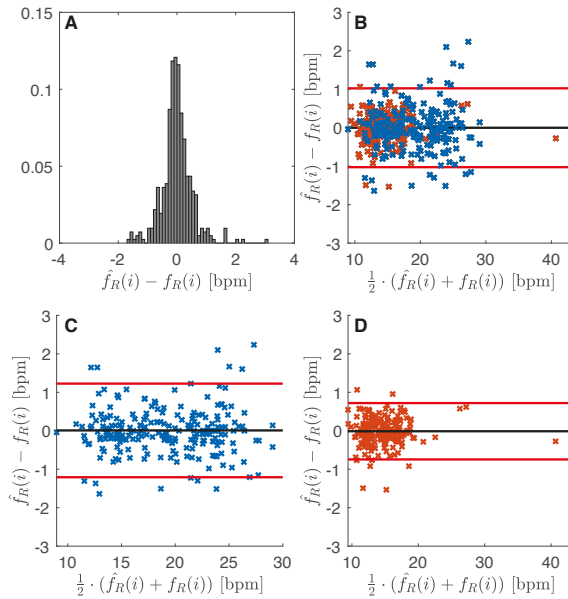 A
0.15
0.1
0.05
0
-4 -2 0 2 4
f̂_R(i) − f_R(i) [bpm]
B
3
2
1
0
-1
-2
-3
10 20 30 40
½ · (f̂_R(i) + f_R(i)) [bpm]
f̂_R(i) − f_R(i) [bpm]
C
3
2
1
0
-1
-2
-3
10 15 20 25 30
½ · (f̂_R(i) + f_R(i)) [bpm]
f̂_R(i) − f_R(i) [bpm]
D
3
2
1
0
-1
-2
-3
10 20 30 40
½ · (f̂_R(i) + f_R(i)) [bpm]
f̂_R(i) − f_R(i) [bpm]